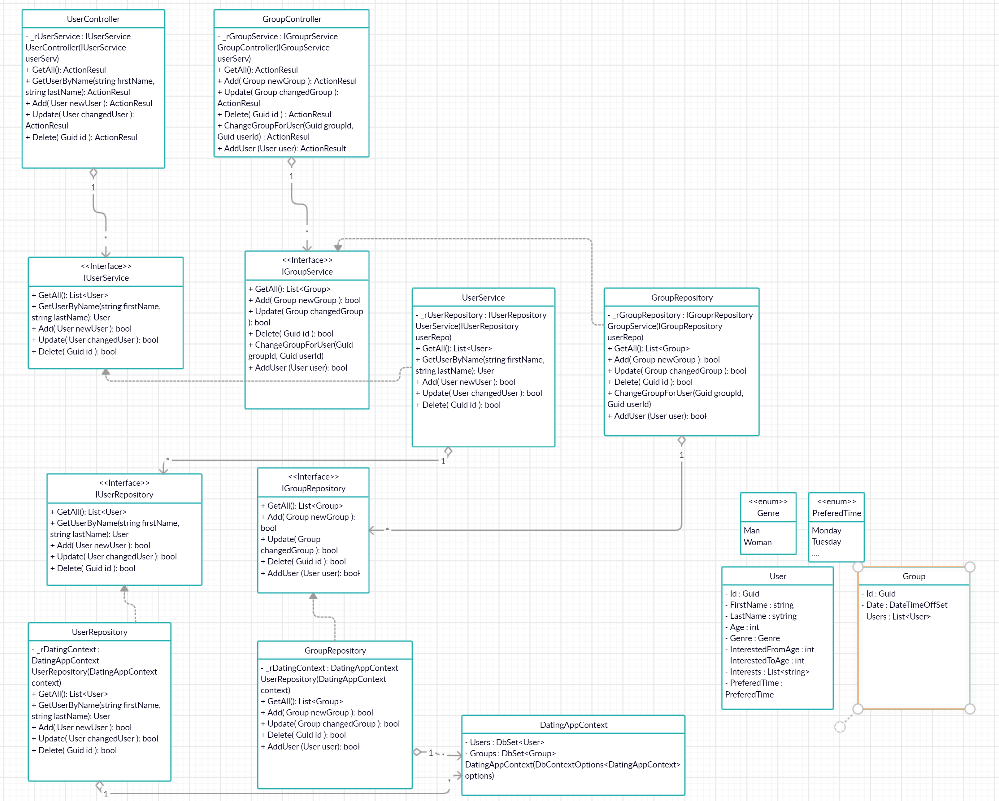 UserController
- _rUserService : IUserService
UserController(IUserService
userServ)
+ GetAll(): ActionResul
+ GetUserByName(string firstName,
string lastName): ActionResul
+ Add( User newUser ): ActionResul
+ Update( User changedUser ):
ActionResul
+ Delete( Guid id ): ActionResul
GroupController
- _rGroupService : IGrouprService
GroupController(IGroupService
userServ)
+ GetAll(): ActionResul
+ Add( Group newGroup ): ActionResul
+ Update( Group changedGroup ):
ActionResul
+ Delete( Guid id ): ActionResul
+ ChangeGroupForUser(Guid groupId,
Guid userId) : ActionResul
+ AddUser (User user): ActionResult
1
1
*
*
<<Interface>>
IUserService
+ GetAll(): List<User>
+ GetUserByName(string firstName,
string lastName): User
+ Add( User newUser ): bool
+ Update( User changedUser ): bool
+ Delete( Guid id ): bool
<<Interface>>
IGroupService
+ GetAll(): List<Group>
+ Add( Group newGroup ): bool
+ Update( Group changedGroup
): bool
+ Delete( Guid id ): bool
+ ChangeGroupForUser(Guid
groupId, Guid userId)
+ AddUser (User user): bool
UserService
- _rUserRepository : IUserRepository
UserService(IUserRepository
userRepo)
+ GetAll(): List<User>
+ GetUserByName(string firstName,
string lastName): User
+ Add( User newUser ): bool
+ Update( User changedUser ): bool
+ Delete( Guid id ): bool
GroupRepository
- _rGroupRepository : IGrouprRepository
GroupService(IGroupRepository
userRepo)
+ GetAll(): List<Group>
+ Add( Group newGroup ): bool
+ Update( Group changedGroup ): bool
+ Delete( Guid id ): bool
+ ChangeGroupForUser(Guid groupId,
Guid userId)
+ AddUser (User user): bool
*
1
1
*
<<Interface>>
IUserRepository
+ GetAll(): List<User>
+ GetUserByName(string firstName,
string lastName): User
+ Add( User newUser ): bool
+ Update( User changedUser ): bool
+ Delete( Guid id ): bool
<<Interface>>
IGroupRepository
+ GetAll(): List<Group>
+ Add( Group newGroup ):
bool
+ Update( Group
changedGroup ): bool
+ Delete( Guid id ): bool
+ AddUser (User user): bool
<<enum>>
Genre
Man
Woman
<<enum>>
PreferedTime
Monday
Tuesday
....
User
- Id : Guid
- FirstName : string
- LastName : sytring
- Age : int
- Genre : Genre
- InterestedFromAge : int
InterestedToAge : int
- Interests : List<string>
- PreferedTime :
PreferedTime
Group
- Id : Guid
- Date : DateTimeOffSet
Users : List<User>
UserRepository
- _rDatingContext :
DatingAppContext
UserRepository(DatingAppContext
context)
+ GetAll(): List<User>
+ GetUserByName(string firstName,
string lastName): User
+ Add( User newUser ): bool
+ Update( User changedUser ): bool
+ Delete( Guid id ): bool
GroupRepository
- _rDatingContext : DatingAppContext
UserRepository(DatingAppContext
context)
+ GetAll(): List<Group>
+ Add( Group newGroup ): bool
+ Update( Group changedGroup ): bool
+ Delete( Guid id ): bool
+ AddUser (User user): bool
DatingAppContext
- Users : DbSet<User>
- Groups : DbSet<Group>
DatingAppContext(DbContextOptions<DatingAppContext>
options)
1
*
1
*